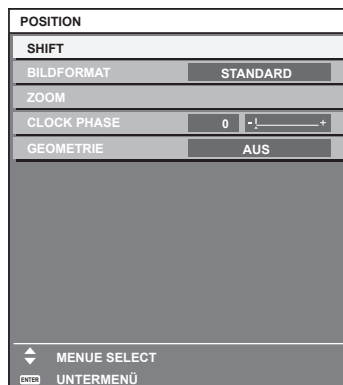 POSITION
SHIFT
BILDFORMAT STANDARD
ZOOM
CLOCK PHASE 0 - +
GEOMETRIE AUS
MENUE SELECT
ENTER UNTERMENÜ